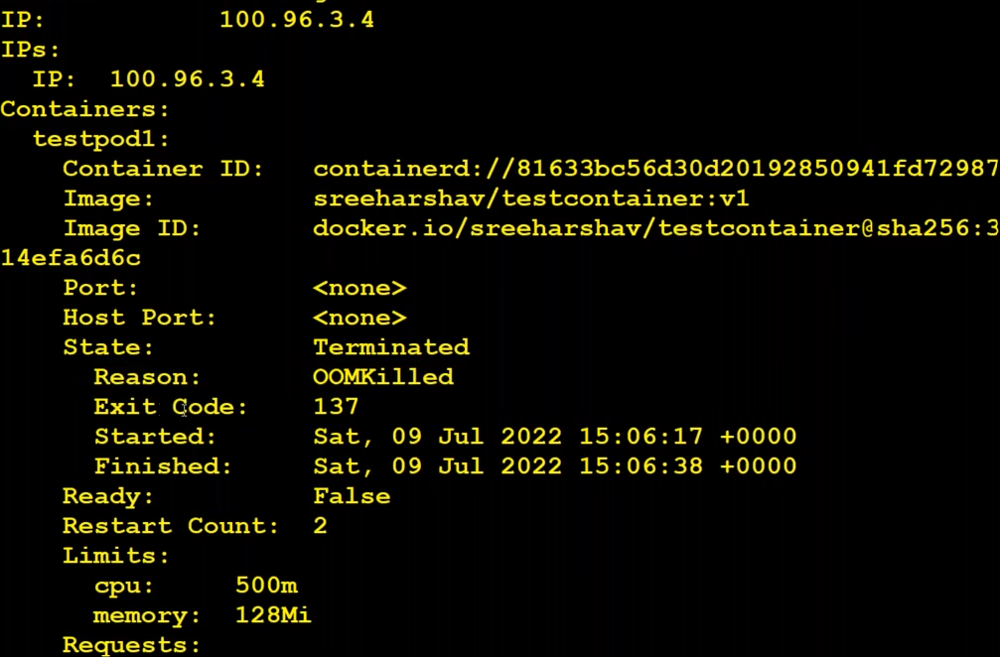 IP: 100.96.3.4
IPs:
IP: 100.96.3.4
Containers:
testpod1:
Container ID: containerd://81633bc56d30d20192850941fd72987
Image: sreeharshav/testcontainer:v1
Image ID: docker.io/sreeharshav/testcontainer@sha256:3
14efa6d6c
Port: <none>
Host Port: <none>
State: Terminated
Reason: OOMKilled
Exit Code: 137
Started: Sat, 09 Jul 2022 15:06:17 +0000
Finished: Sat, 09 Jul 2022 15:06:38 +0000
Ready: False
Restart Count: 2
Limits:
cpu: 500m
memory: 128Mi
Requests: